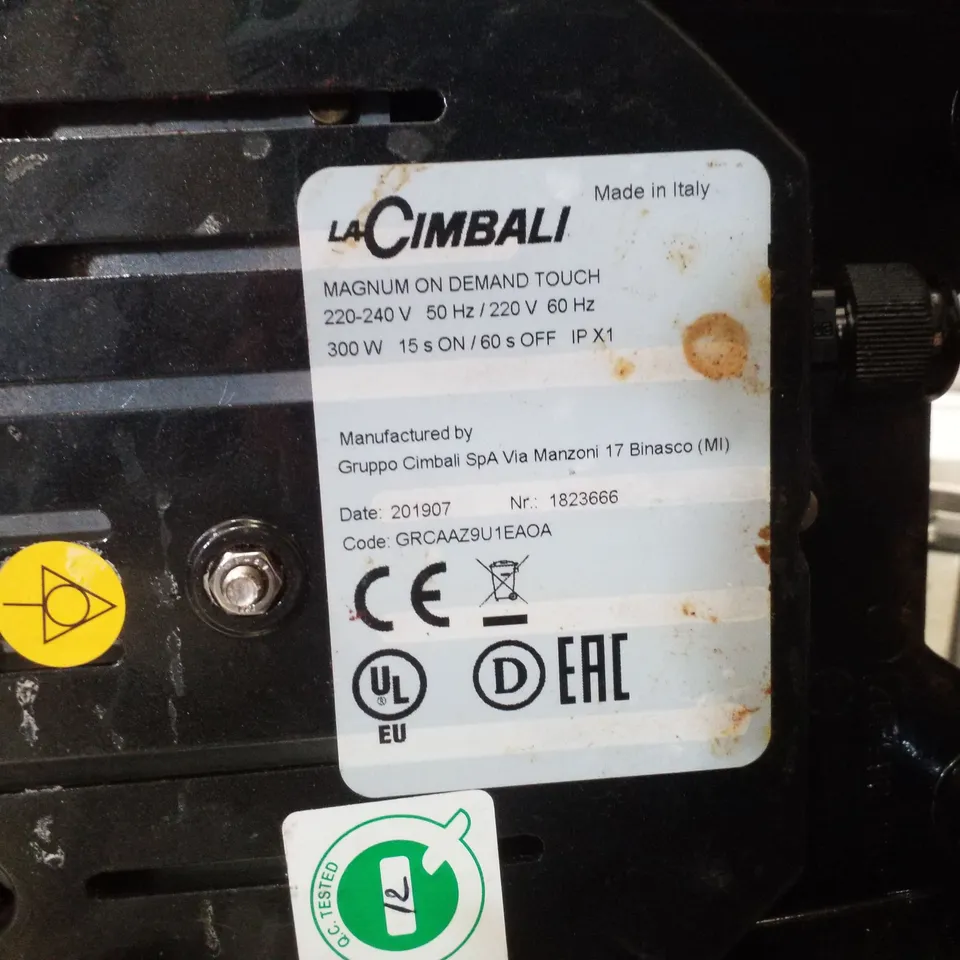 Made in Italy
LA CIMBALI
MAGNUM ON DEMAND TOUCH
220-240 V 50 Hz / 220 V 60 Hz
300 W 15 s ON / 60 s OFF IP X1
Manufactured by
Gruppo Cimbali SpA Via Manzoni 17 Binasco (MI)
Date: 201907 Nr.: 1823666
Code: GRCAAZ9U1EAOA
CE
UL ® D EAC
EU
Q.C. TESTED
12